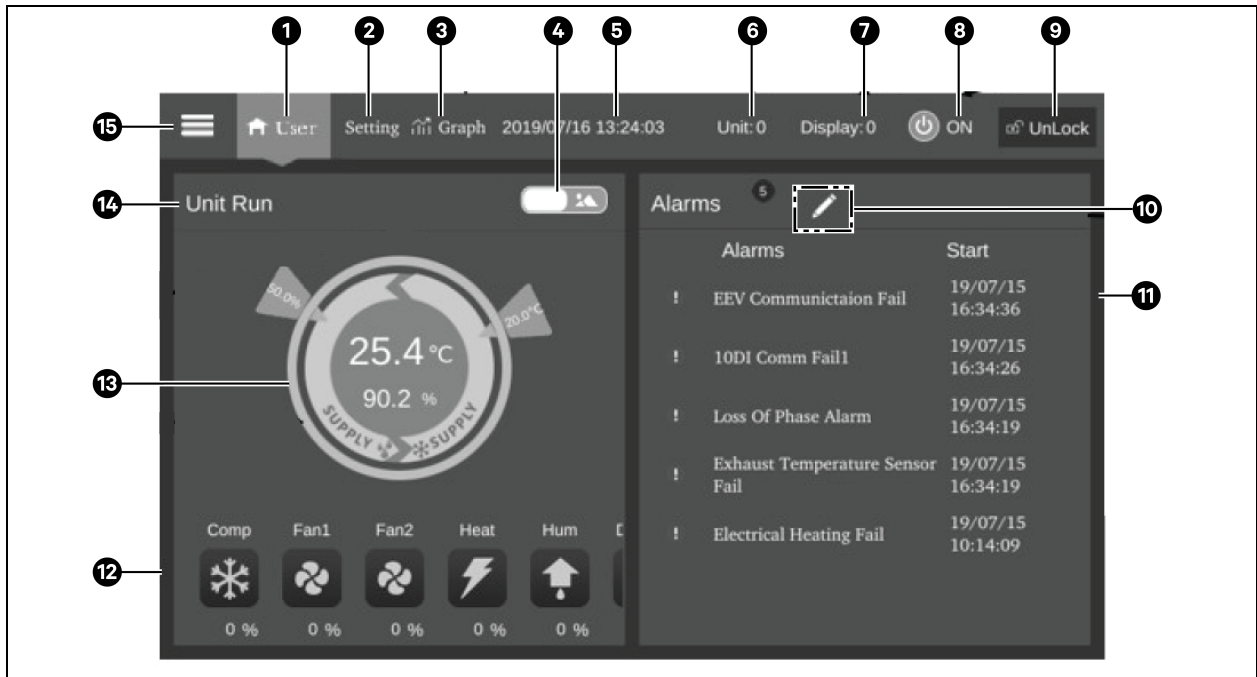 1 2 3 4 5 6 7 8 9
15 User Setting Graph 2019/07/16 13:24:03 Unit: 0 Display: 0 ON UnLock
14 Unit Run
Alarms 5 10
Alarms Start
EEV Communictaion Fail 19/07/15
16:34:36
11
10DI Comm Fail1 19/07/15
16:34:26
Loss Of Phase Alarm 19/07/15
16:34:19
Exhaust Temperature Sensor 19/07/15
Fail 16:34:19
Electrical Heating Fail 19/07/15
10:14:09
50.0%
20.0°C
25.4 °C
90.2 %
SUPPLY SUPPLY
13
Comp Fan1 Fan2 Heat Hum D
12
0 % 0 % 0 % 0 % 0 %